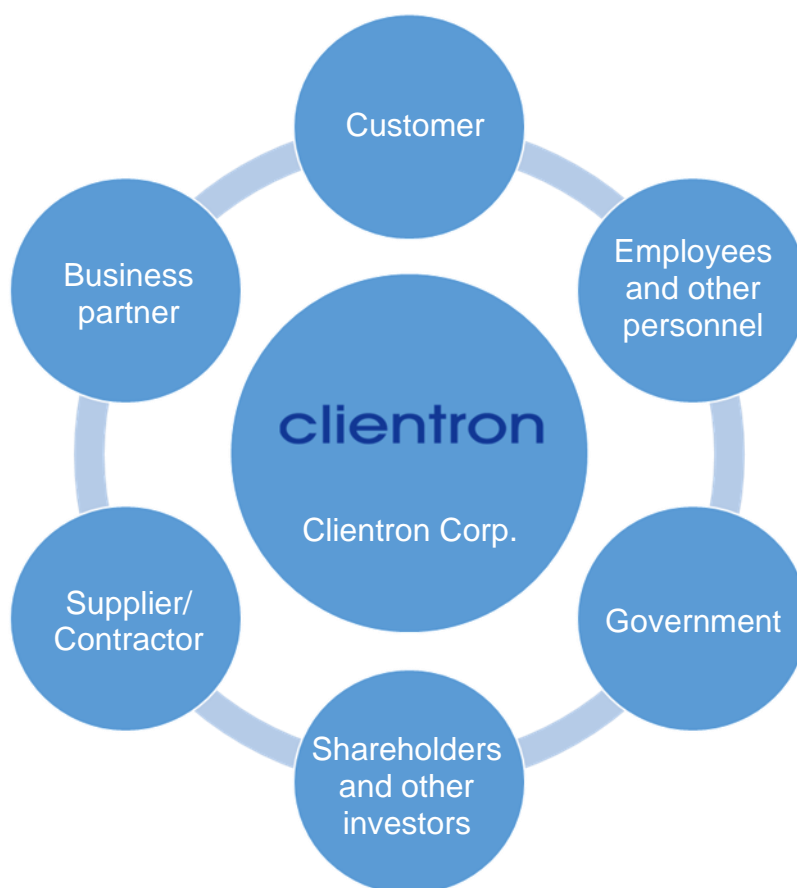 Customer
Employees
and other
personnel
Government
Shareholders
and other
investors
Supplier/
Contractor
Business
partner
clientron
Clientron Corp.